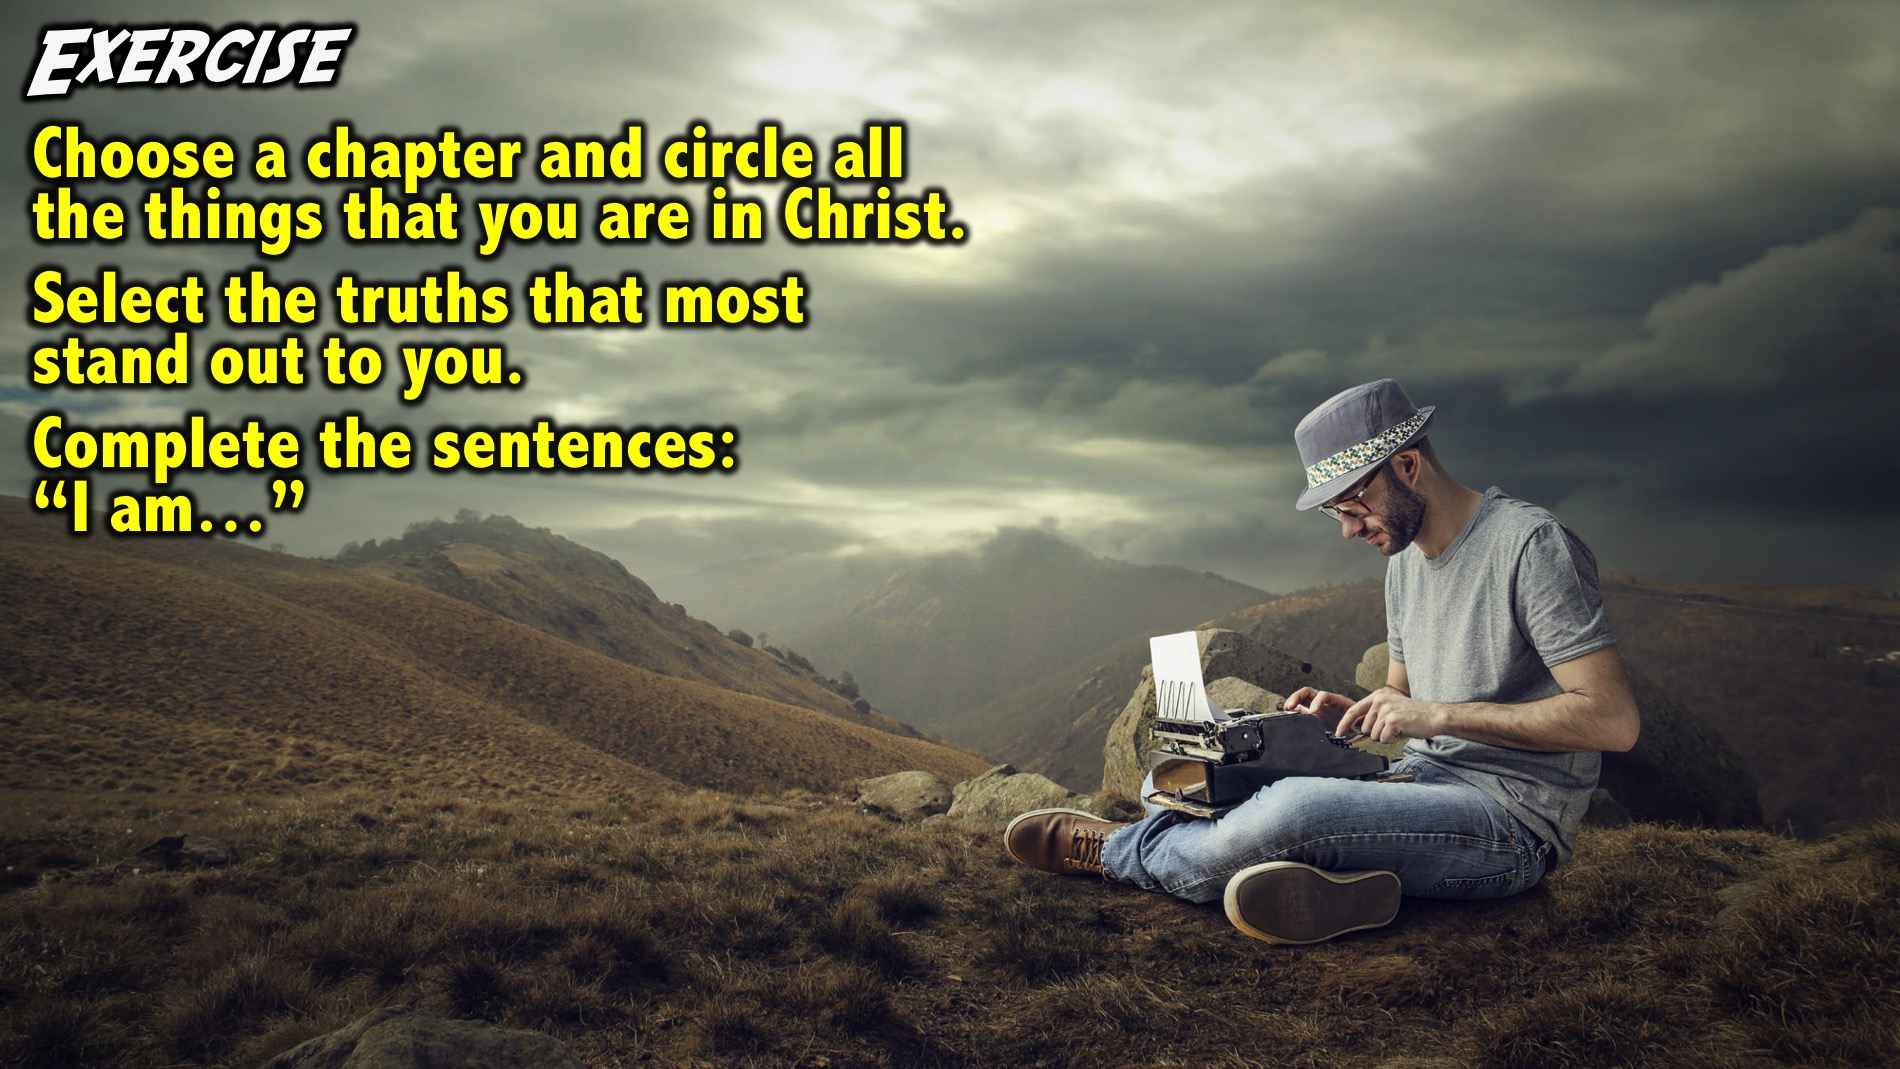 Exercise
Choose a chapter and circle all
the things that you are in Christ.
Select the truths that most
stand out to you.
Complete the sentences:
“I am…”